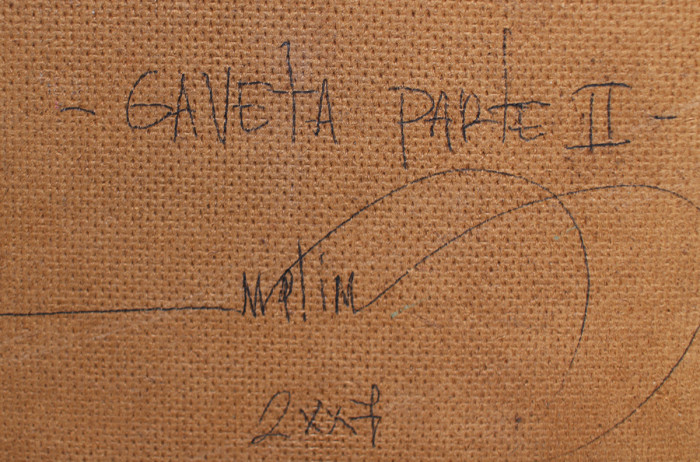 - GAVETA PARTE II -
2xx7